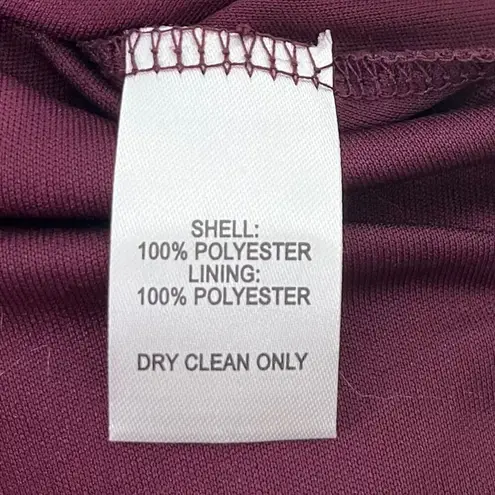 SHELL:
100% POLYESTER
LINING:
100% POLYESTER
DRY CLEAN ONLY